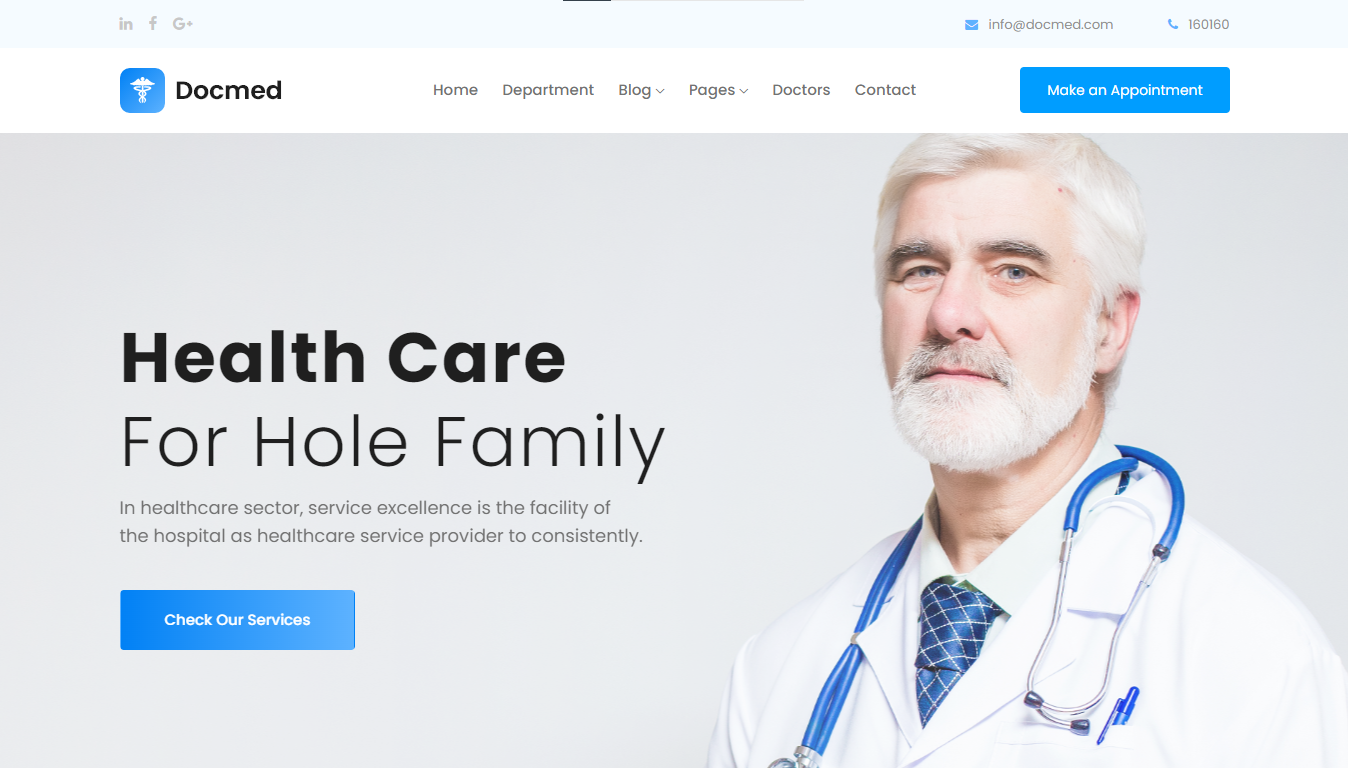 info@docmed.com 160160
Docmed Home Department Blog Pages Doctors Contact Make an Appointment
Health Care
For Hole Family
In healthcare sector, service excellence is the facility of
the hospital as healthcare service provider to consistently.
Check Our Services